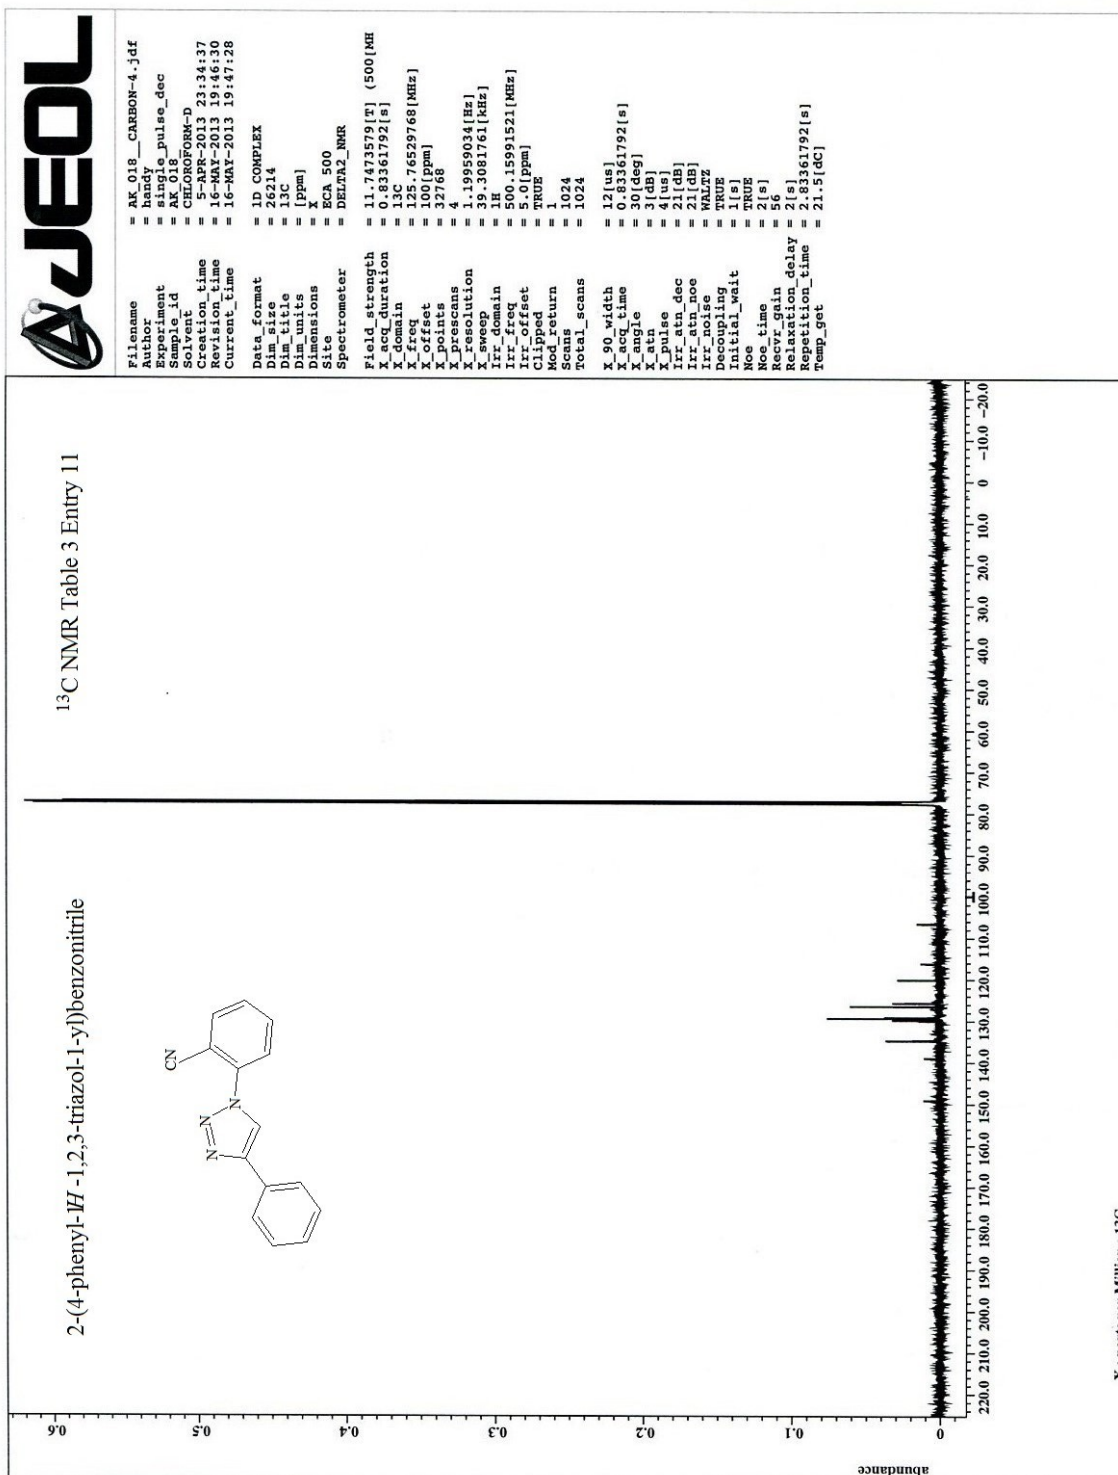 JEOL
Filename = AK_018__CARBON-4.jdf
Author = handy
Experiment = single_pulse_dec
Sample_id = AK_018
Solvent = CHLOROFORM-D
Creation_time = 5-APR-2013 23:34:37
Revision_time = 16-MAY-2013 19:46:30
Current_time = 16-MAY-2013 19:47:28
Data_format = 1D COMPLEX
Dim_size = 26214
Dim_title = 13C
Dim_units = [ppm]
Dimensions = X
Site = ECA 500
Spectrometer = DELTA2_NMR
Field_strength = 11.7473579[T] (500[MH
X_acq_duration = 0.83361792[s]
X_domain = 13C
X_freq = 125.76529768[MHz]
X_offset = 100[ppm]
X_points = 32768
X_prescans = 4
X_resolution = 1.19959034[Hz]
X_sweep = 39.3081761[kHz]
Irr_domain = 1H
Irr_freq = 500.15991521[MHz]
Irr_offset = 5.0[ppm]
Clipped = TRUE
Mod_return = 1
Scans = 1024
Total_scans = 1024
X_90_width = 12[us]
X_acq_time = 0.83361792[s]
X_angle = 30[deg]
X_atn = 3[dB]
X_pulse = 4[us]
Irr_atn_dec = 21[dB]
Irr_atn_noe = 21[dB]
Irr_noise = WALTZ
Decoupling = TRUE
Initial_wait = 1[s]
Noe = TRUE
Noe_time = 2[s]
Recvr_gain = 56
Relaxation_delay = 2[s]
Repetition_time = 2.83361792[s]
Temp_get = 21.5[dC]
2-(4-phenyl-1H -1,2,3-triazol-1-yl)benzonitrile
¹³C NMR Table 3 Entry 11
CN
N
N
N
abundance
0 0.1 0.2 0.3 0.4 0.5 0.6
220.0 210.0 200.0 190.0 180.0 170.0 160.0 150.0 140.0 130.0 120.0 110.0 100.0 90.0 80.0 70.0 60.0 50.0 40.0 30.0 20.0 10.0 0 -10.0 -20.0